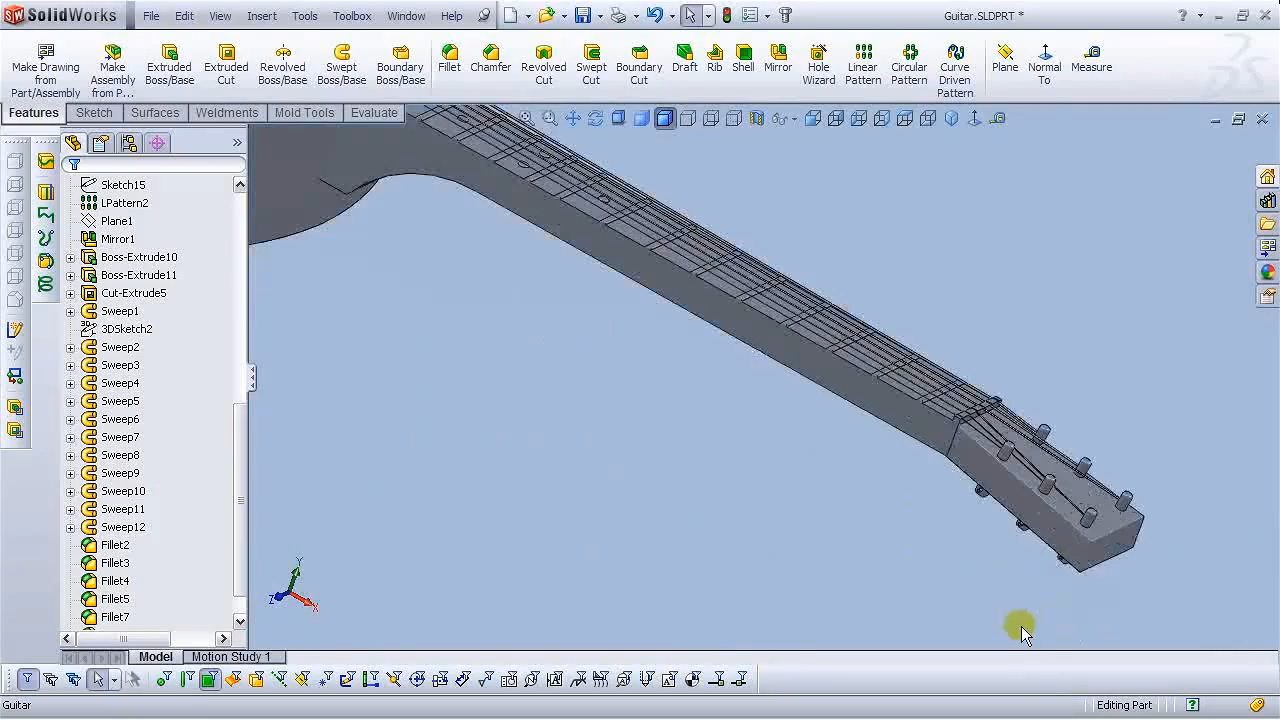 SolidWorks File Edit View Insert Tools Toolbox Window Help Guitar.SLDPRT *
Make Drawing from Part/Assembly
Make Assembly from P...
Extruded Boss/Base
Extruded Cut
Revolved Boss/Base
Swept Boss/Base
Boundary Boss/Base
Fillet
Chamfer
Revolved Cut
Swept Cut
Boundary Cut
Draft
Rib
Shell
Mirror
Hole Wizard
Linear Pattern
Circular Pattern
Curve Driven Pattern
Plane
Normal To
Measure
Features Sketch Surfaces Weldments Mold Tools Evaluate
Sketch15
LPattern2
Plane1
Mirror1
Boss-Extrude10
Boss-Extrude11
Cut-Extrude5
Sweep1
3DSketch2
Sweep2
Sweep3
Sweep4
Sweep5
Sweep6
Sweep7
Sweep8
Sweep9
Sweep10
Sweep11
Sweep12
Fillet2
Fillet3
Fillet4
Fillet5
Fillet7
Y
Z
X
Model Motion Study 1
Guitar Editing Part